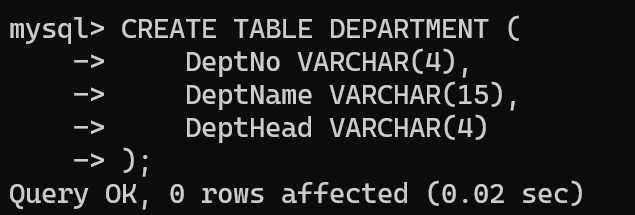 mysql> CREATE TABLE DEPARTMENT (
    ->     DeptNo VARCHAR(4),
    ->     DeptName VARCHAR(15),
    ->     DeptHead VARCHAR(4)
    -> );
Query OK, 0 rows affected (0.02 sec)